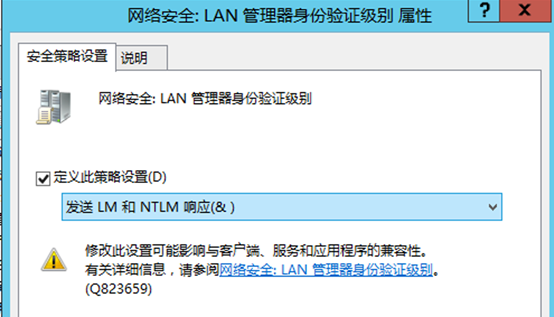 网络安全: LAN 管理器身份验证级别 属性
? x
安全策略设置 说明
网络安全: LAN 管理器身份验证级别
定义此策略设置(D)
发送 LM 和 NTLM 响应(& )
修改此设置可能影响与客户端、服务和应用程序的兼容性。
有关详细信息，请参阅网络安全: LAN 管理器身份验证级别。
(Q823659)